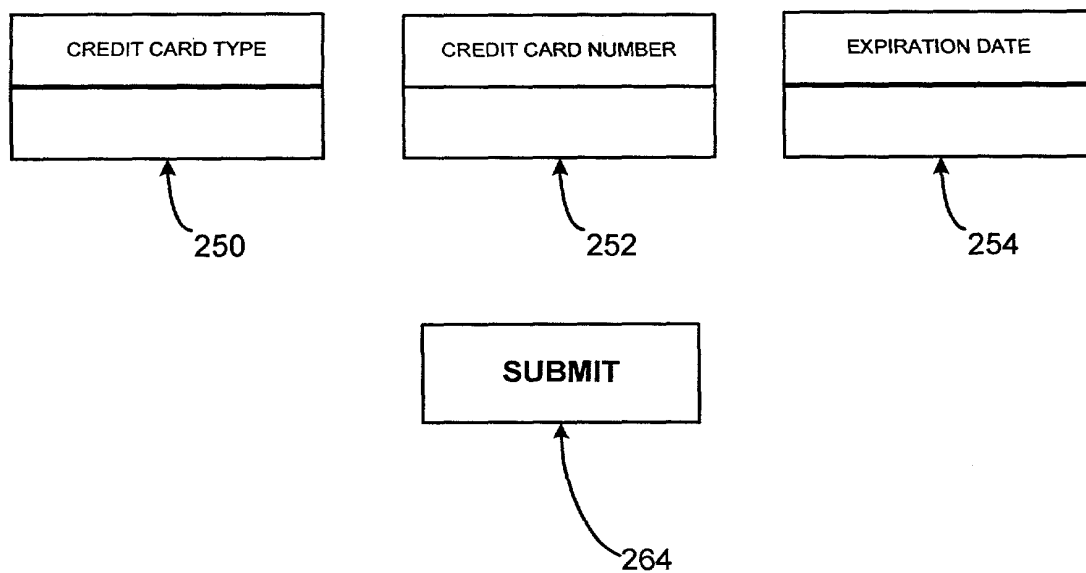 CREDIT CARD TYPE
CREDIT CARD NUMBER
EXPIRATION DATE
250
252
254
SUBMIT
264